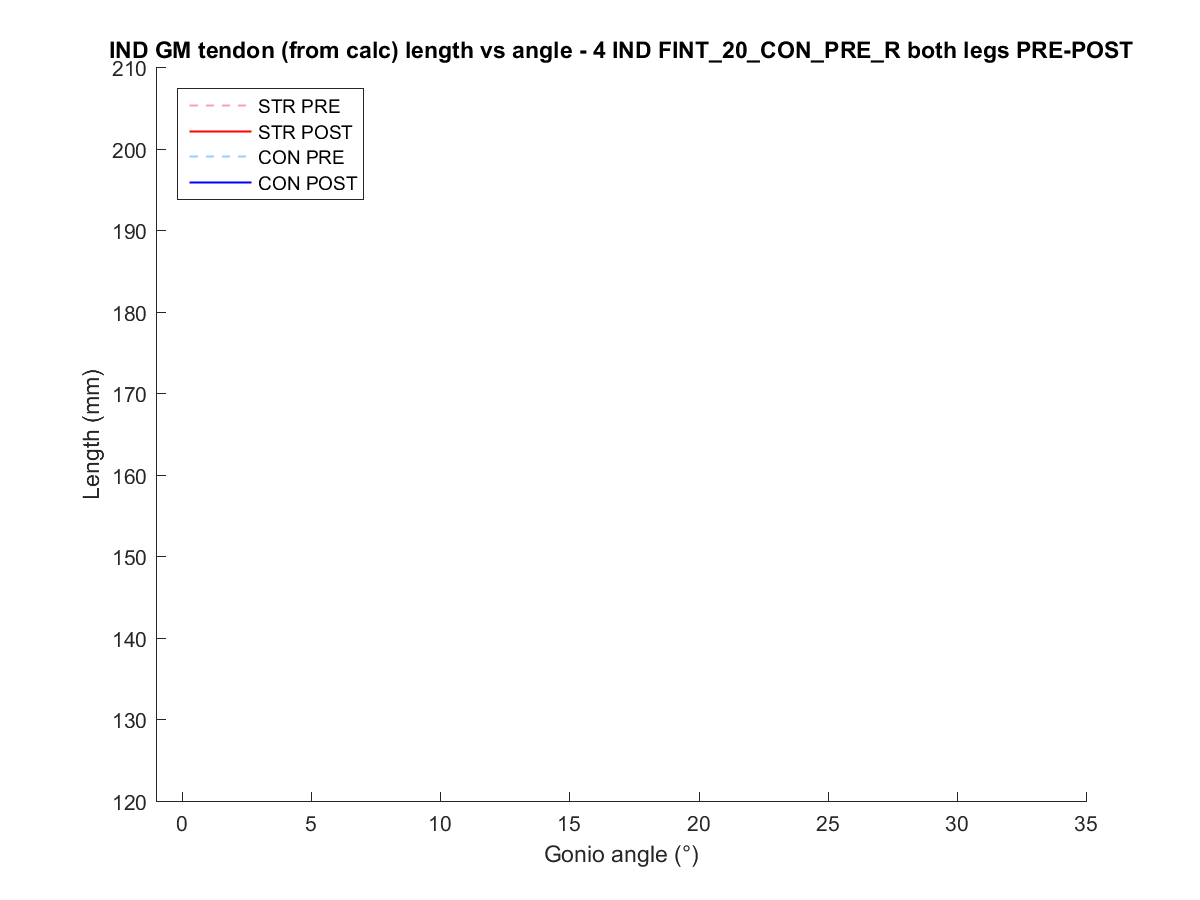 IND GM tendon (from calc) length vs angle - 4 IND FINT_20_CON_PRE_R both legs PRE-POST
210
200
190
180
170
160
150
140
130
120
STR PRE
STR POST
CON PRE
CON POST
Length (mm)
0 5 10 15 20 25 30 35
Gonio angle (°)